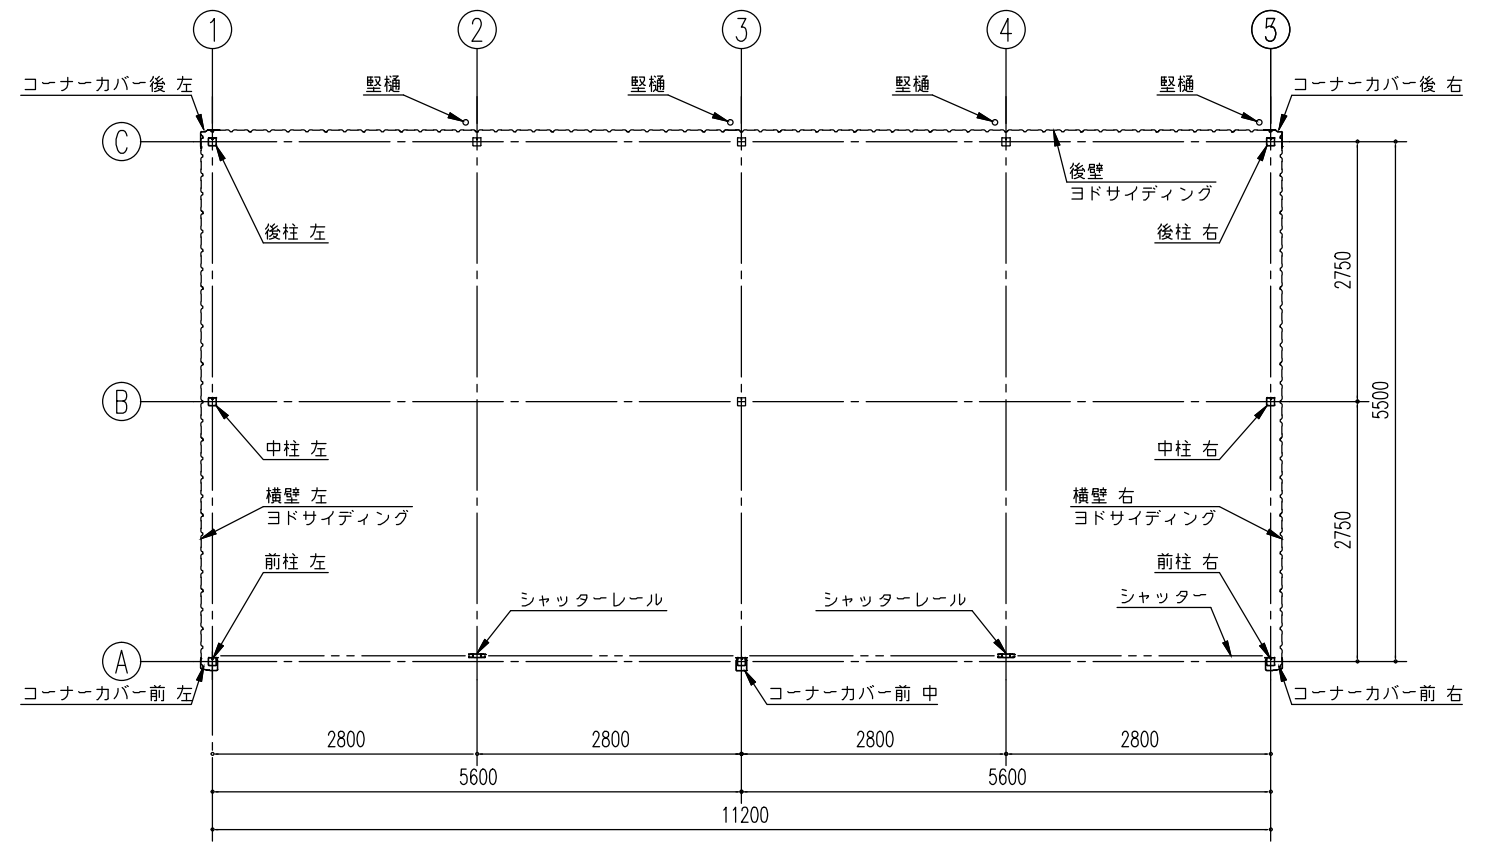 1 2 3 4 5
コーナーカバー後 左 堅樋 堅樋 堅樋 堅樋 コーナーカバー後 右
C
後壁
ヨドサイディング
後柱 左 後柱 右
2750
5500
B
中柱 左 中柱 右
横壁 左 横壁 右
ヨドサイディング ヨドサイディング
2750
前柱 左 前柱 右
シャッターレール シャッターレール シャッター
A
コーナーカバー前 左 コーナーカバー前 中 コーナーカバー前 右
2800 2800 2800 2800
5600 5600
11200